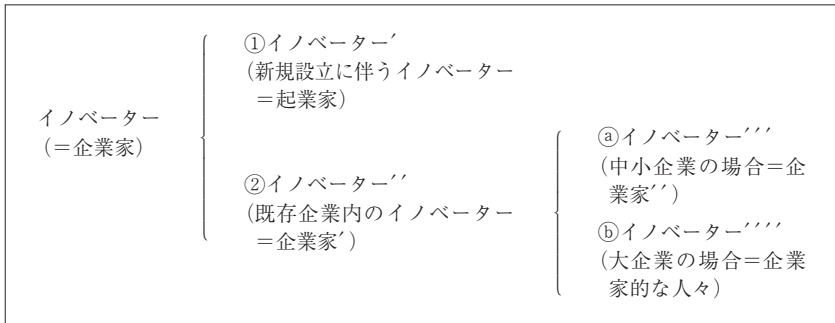 イノベーター
(=企業家)
①イノベーター′
(新規設立に伴うイノベーター
=起業家)
②イノベーター′′
(既存企業内のイノベーター
=企業家′)
ⓐイノベーター′′′
(中小企業の場合=企
業家′′)
ⓑイノベーター′′′′
(大企業の場合=企業
家的な人々)